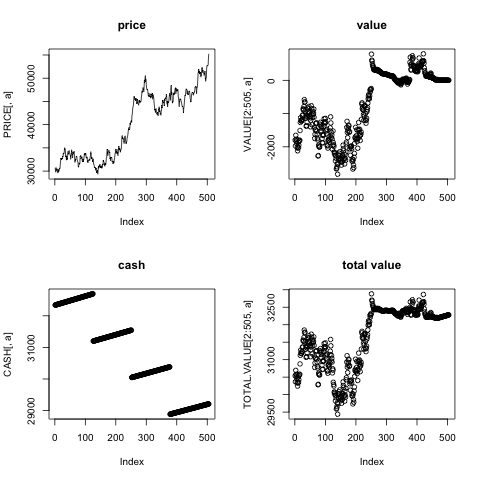 price
PRICE[, a]
30000 40000 50000
0 100 200 300 400 500
Index
value
VALUE[2:505, a]
-2000 0
0 100 200 300 400 500
Index
cash
CASH[, a]
29000 31000
0 100 200 300 400 500
Index
total value
TOTAL.VALUE[2:505, a]
29500 31000 32500
0 100 200 300 400 500
Index